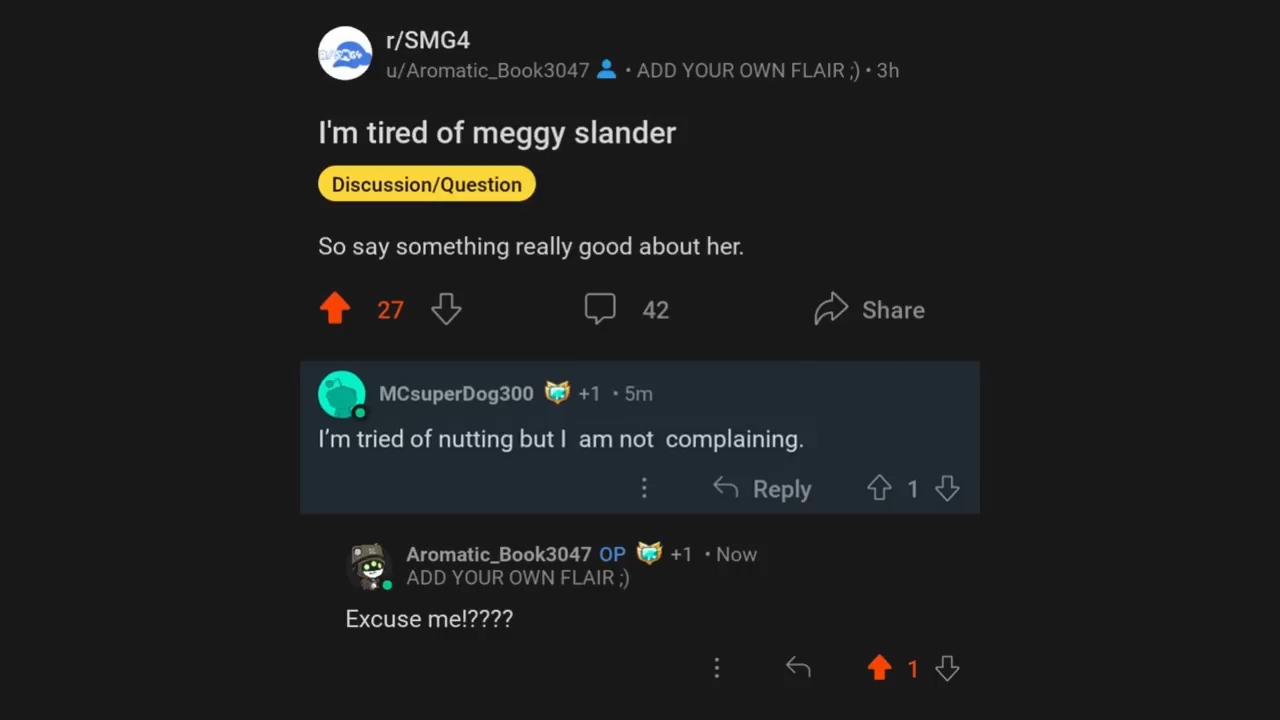 r/SMG4
u/Aromatic_Book3047 • ADD YOUR OWN FLAIR ;) • 3h
I'm tired of meggy slander
Discussion/Question
So say something really good about her.
27 42 Share
MCsuperDog300 +1 • 5m
I’m tried of nutting but I  am not  complaining.
Reply 1
Aromatic_Book3047 OP +1 • Now
ADD YOUR OWN FLAIR ;)
Excuse me!????
1